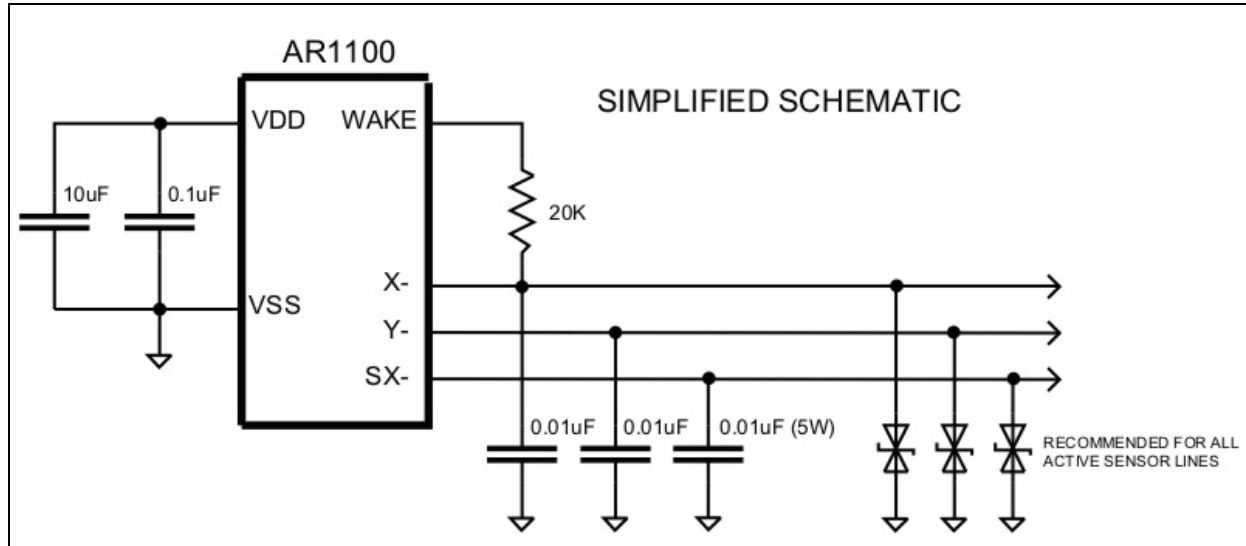 AR1100
SIMPLIFIED SCHEMATIC
VDD
WAKE
10uF
0.1uF
20K
X-
VSS
Y-
SX-
0.01uF
0.01uF
0.01uF (5W)
RECOMMENDED FOR ALL
ACTIVE SENSOR LINES